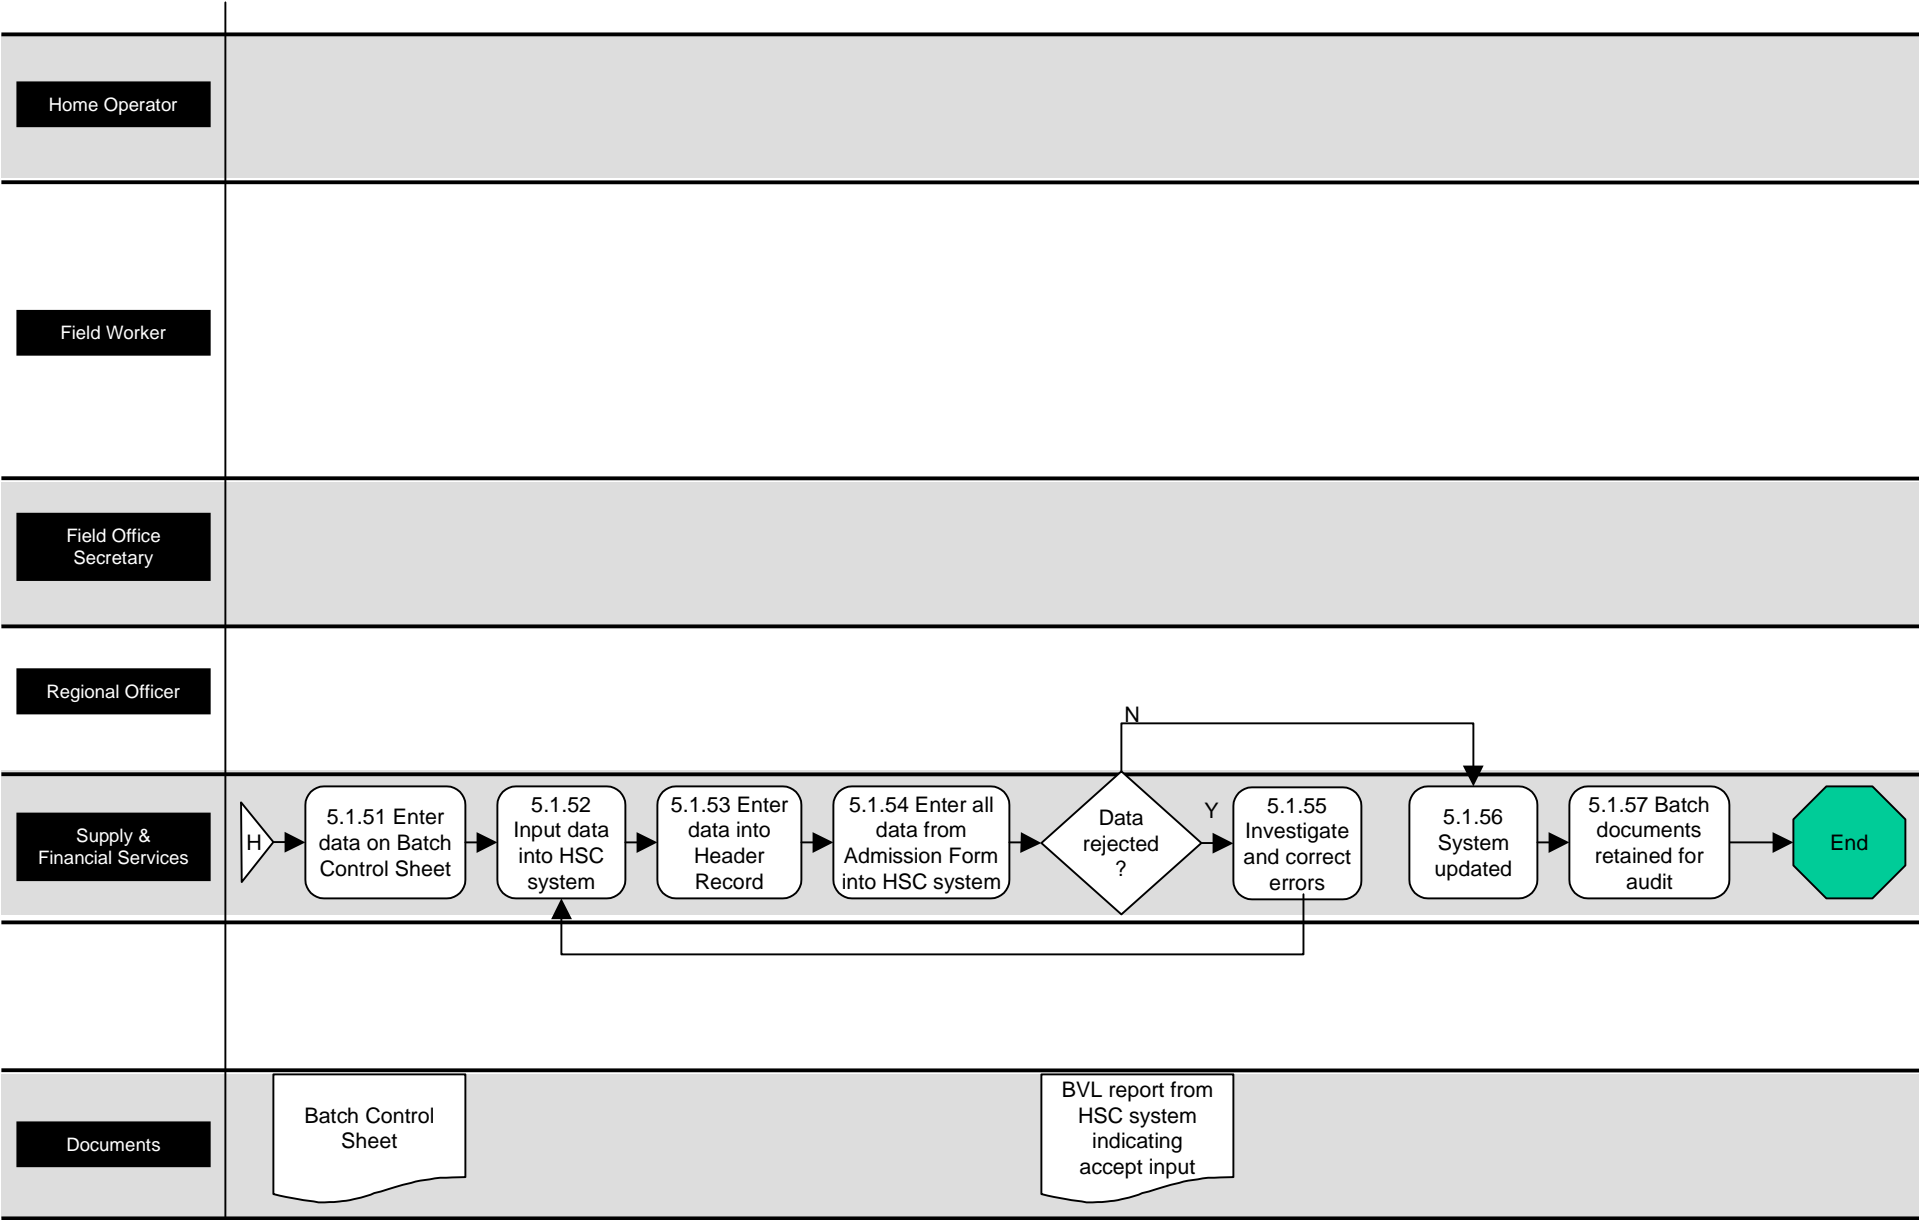 Home Operator
Field Worker
Field Office
Secretary
Regional Officer
N
Supply &
Financial Services
H
5.1.51 Enter
data on Batch
Control Sheet
5.1.52
Input data
into HSC
system
5.1.53 Enter
data into
Header
Record
5.1.54 Enter all
data from
Admission Form
into HSC system
Data
rejected
?
Y
5.1.55
Investigate
and correct
errors
5.1.56
System
updated
5.1.57 Batch
documents
retained for
audit
End
Documents
Batch Control
Sheet
BVL report from
HSC system
indicating
accept input